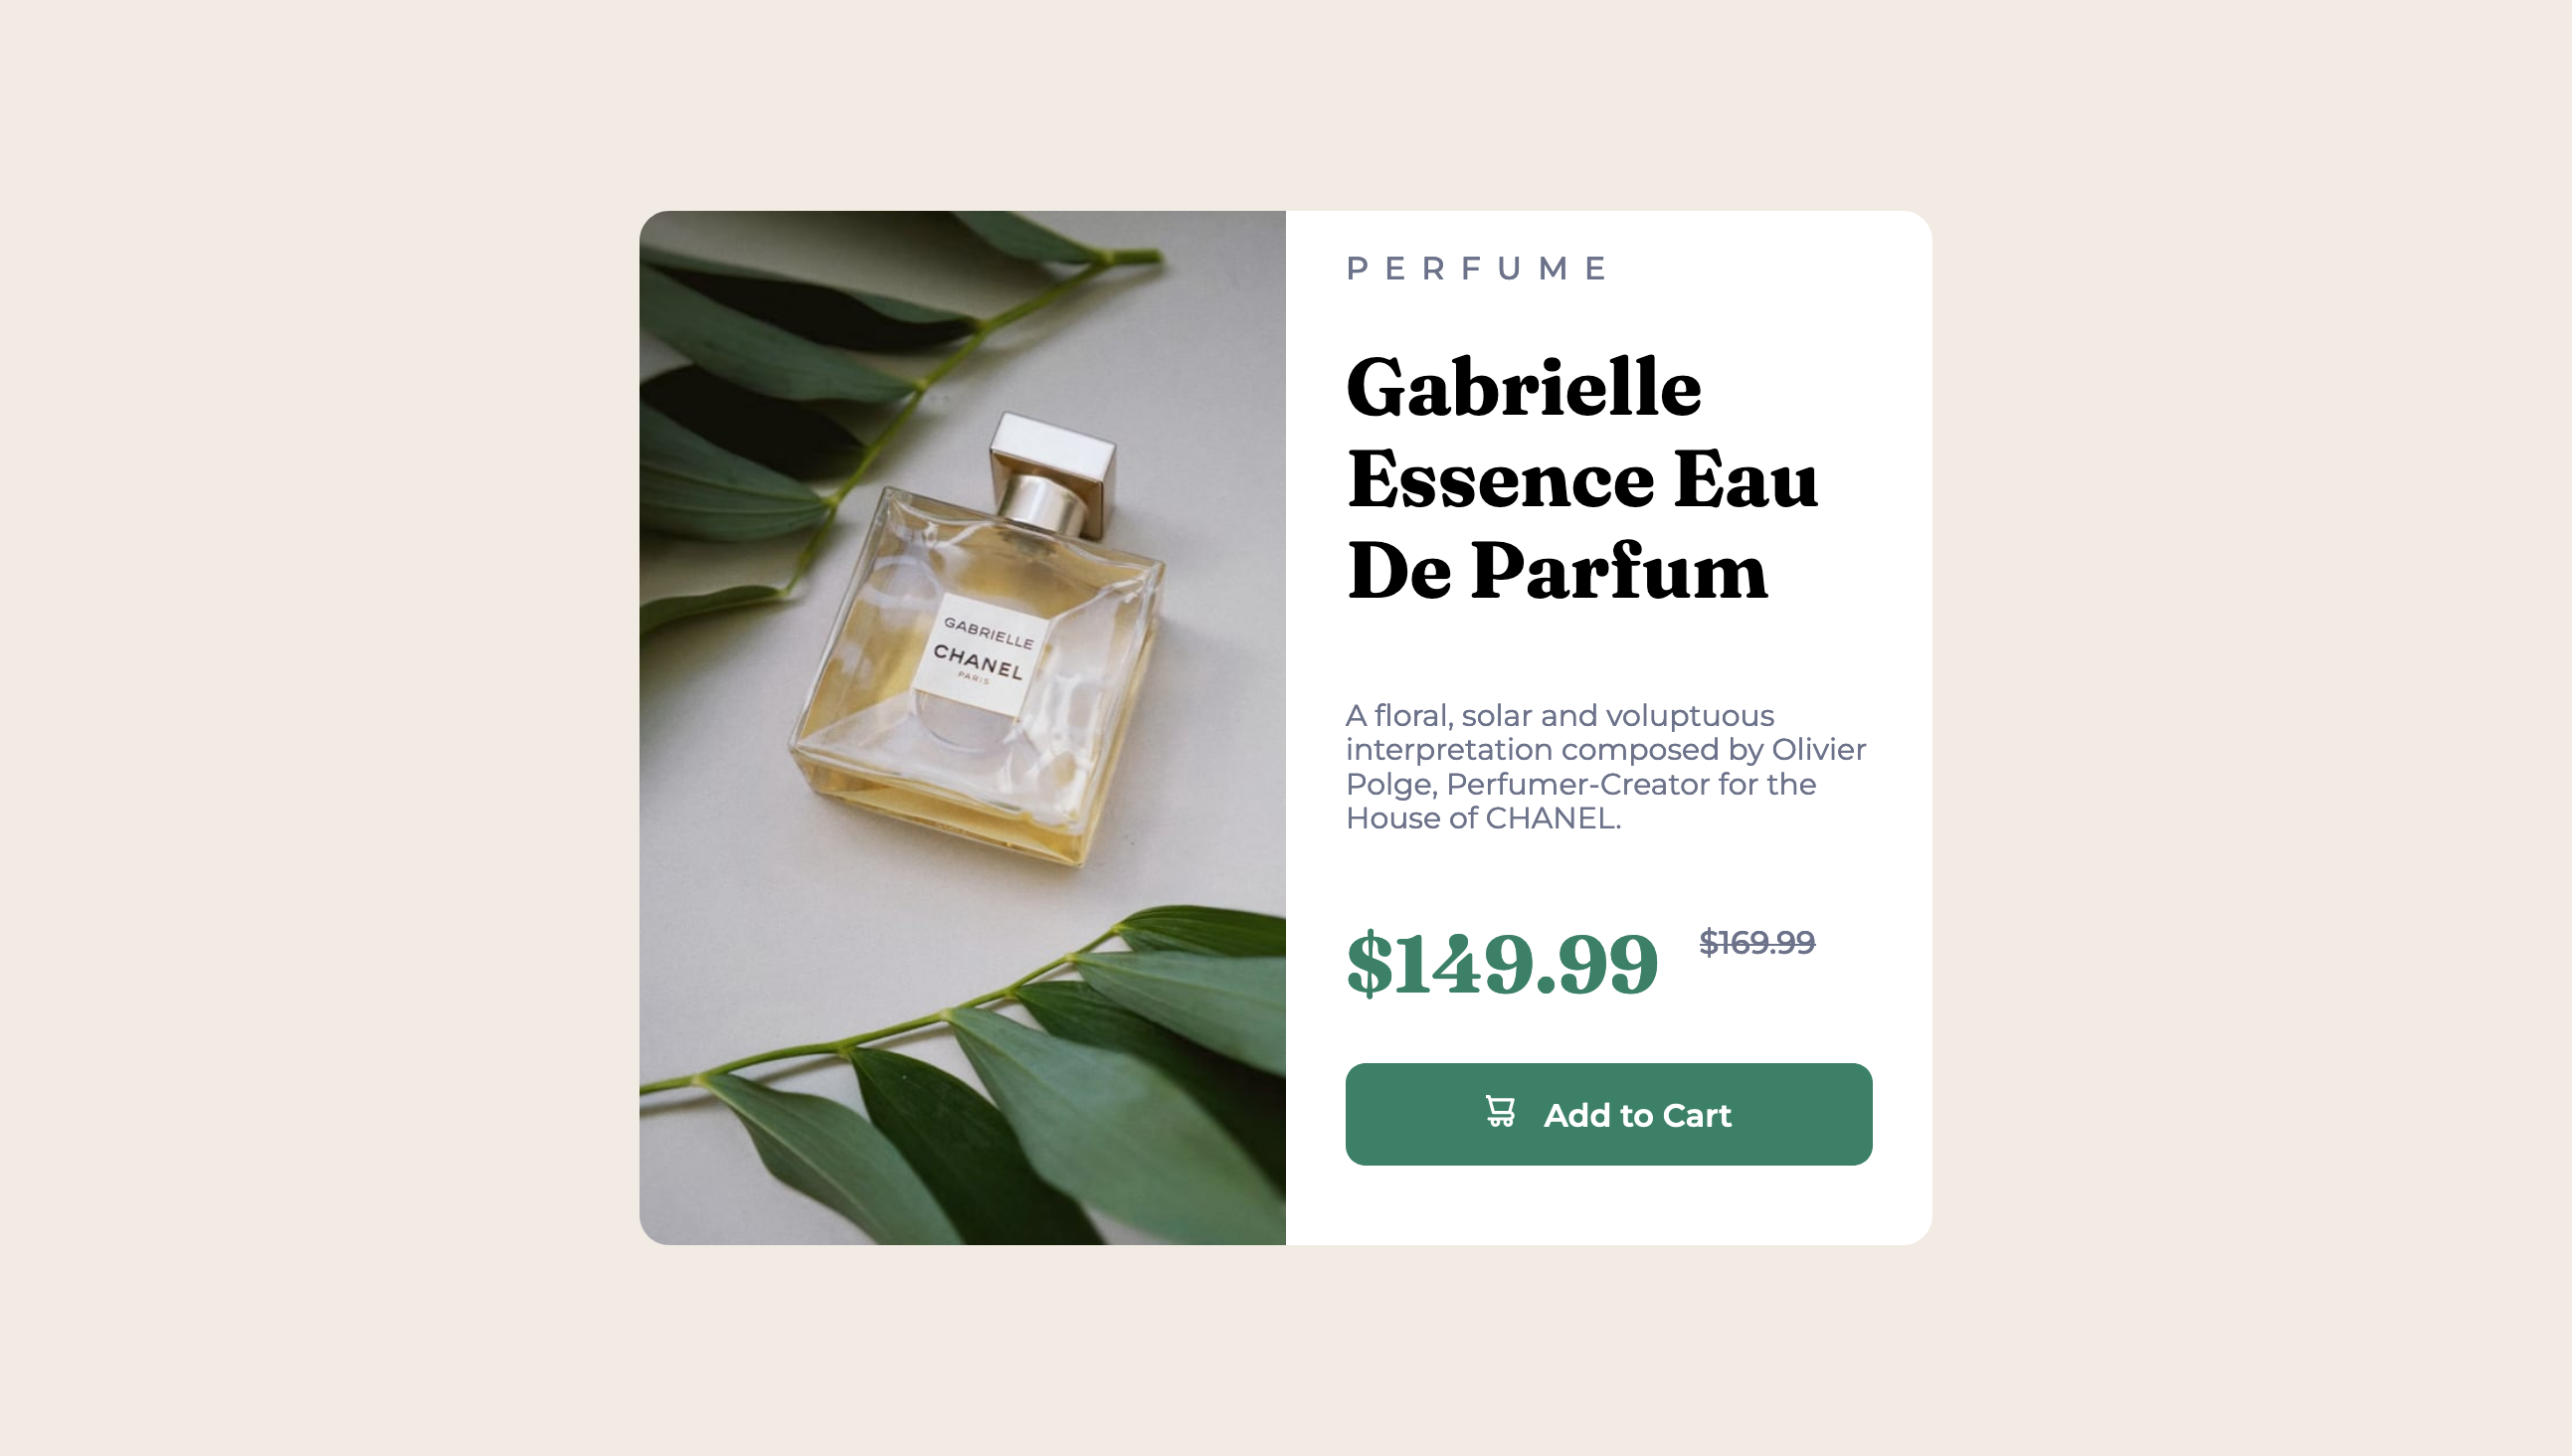 GABRIELLE
CHANEL
PARIS
PERFUME
Gabrielle
Essence Eau
De Parfum
A floral, solar and voluptuous
interpretation composed by Olivier
Polge, Perfumer-Creator for the
House of CHANEL.
$149.99 $169.99
Add to Cart